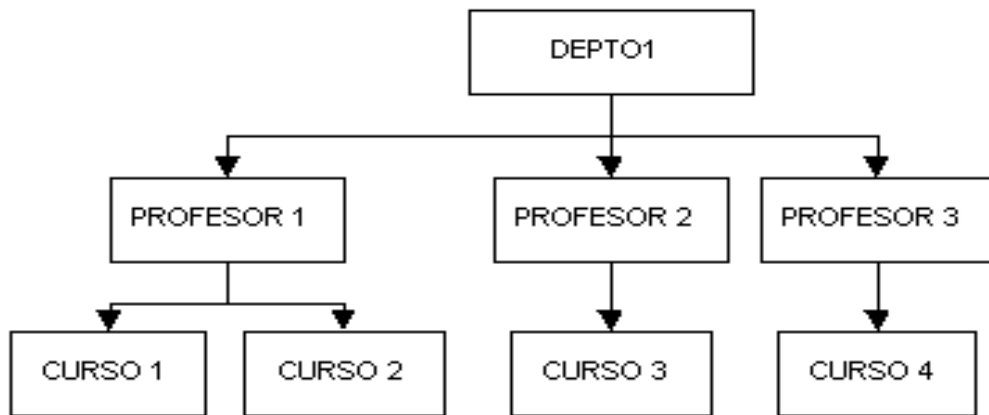 DEPTO1
PROFESOR 1
PROFESOR 2
PROFESOR 3
CURSO 1
CURSO 2
CURSO 3
CURSO 4